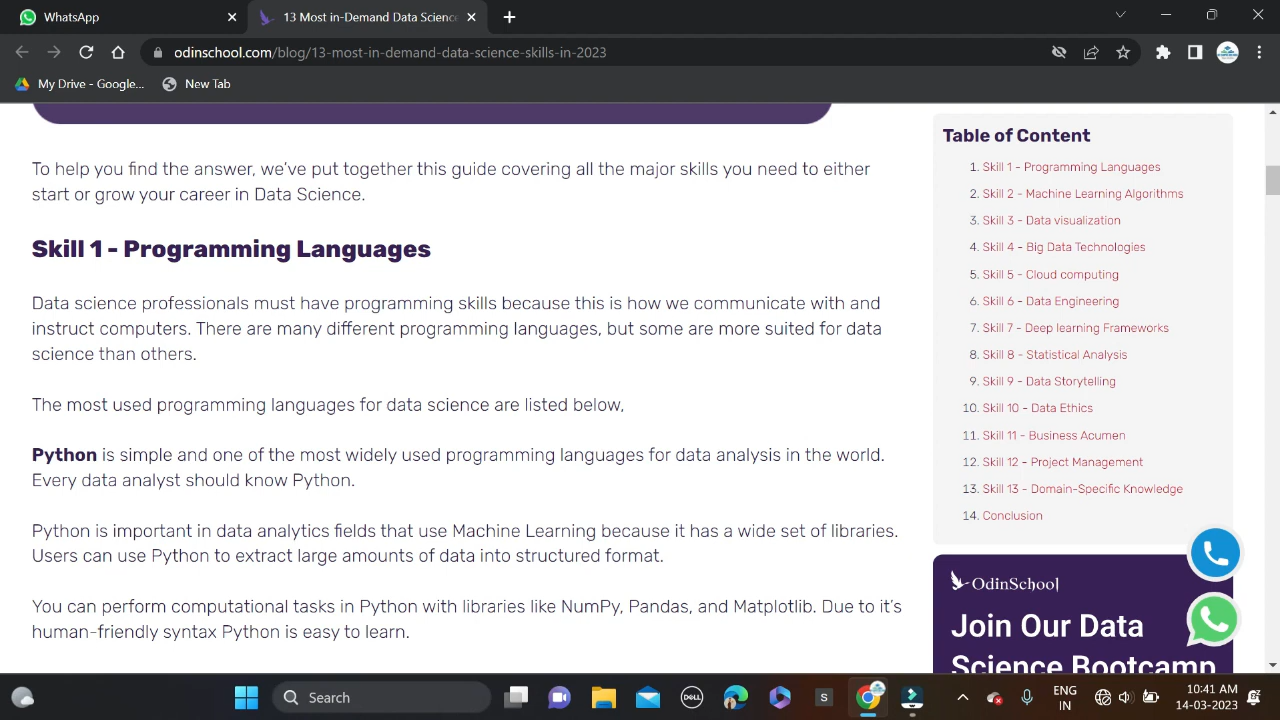 WhatsApp
13 Most in-Demand Data Science
odinschool.com/blog/13-most-in-demand-data-science-skills-in-2023
My Drive - Google...
New Tab
To help you find the answer, we've put together this guide covering all the major skills you need to either
start or grow your career in Data Science.
Skill 1 - Programming Languages
Data science professionals must have programming skills because this is how we communicate with and
instruct computers. There are many different programming languages, but some are more suited for data
science than others.
The most used programming languages for data science are listed below,
Python is simple and one of the most widely used programming languages for data analysis in the world.
Every data analyst should know Python.
Python is important in data analytics fields that use Machine Learning because it has a wide set of libraries.
Users can use Python to extract large amounts of data into structured format.
You can perform computational tasks in Python with libraries like NumPy, Pandas, and Matplotlib. Due to it's
human-friendly syntax Python is easy to learn.
Table of Content
1. Skill 1 - Programming Languages
2. Skill 2 - Machine Learning Algorithms
3. Skill 3 - Data visualization
4. Skill 4 - Big Data Technologies
5. Skill 5 - Cloud computing
6. Skill 6 - Data Engineering
7. Skill 7 - Deep learning Frameworks
8. Skill 8 - Statistical Analysis
9. Skill 9 - Data Storytelling
10. Skill 10 - Data Ethics
11. Skill 11 - Business Acumen
12. Skill 12 - Project Management
13. Skill 13 - Domain-Specific Knowledge
14. Conclusion
OdinSchool
Join Our Data
Science Bootcamp
Search
DELL
S
ENG
IN
10:41 AM
14-03-2023